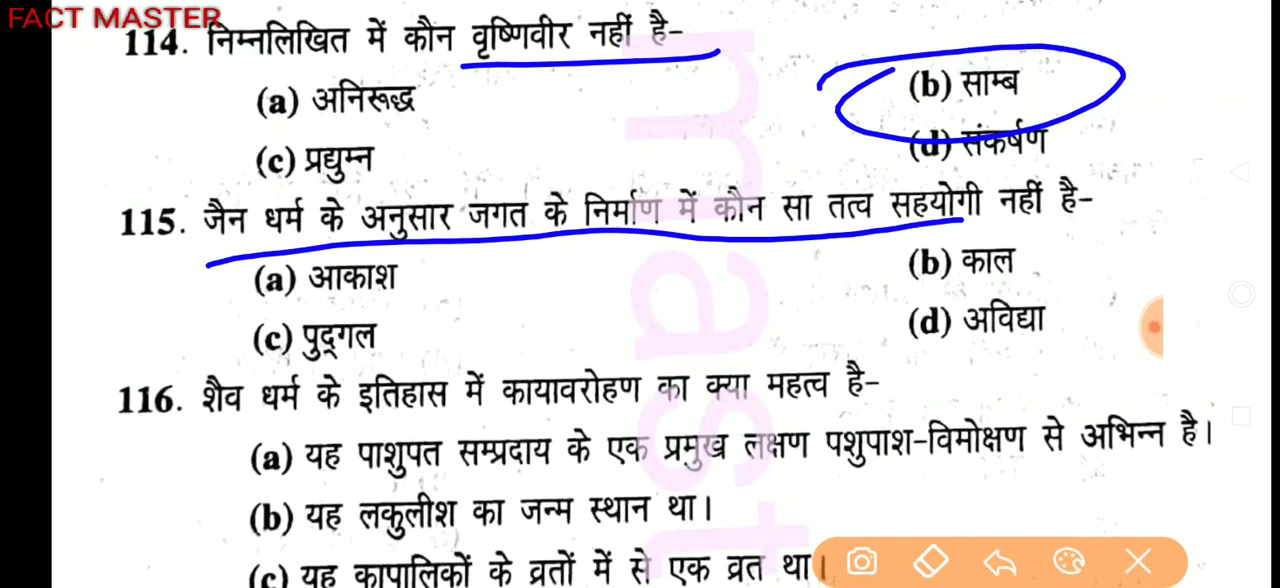 FACT MASTER
114. निम्नलिखित में कौन वृष्णिवीर नहीं है-
(a) अनिरूद्ध (b) साम्ब
(c) प्रद्युम्न (d) संकर्षण
115. जैन धर्म के अनुसार जगत के निर्माण में कौन सा तत्व सहयोगी नहीं है-
(a) आकाश (b) काल
(c) पुद्‌गल (d) अविद्या
116. शैव धर्म के इतिहास में कायावरोहण का क्या महत्व है-
(a) यह पाशुपत सम्प्रदाय के एक प्रमुख लक्षण पशुपाश-विमोक्षण से अभिन्न है।
(b) यह लकुलीश का जन्म स्थान था।
(c) यह कापालिकों के व्रतों में से एक व्रत था।